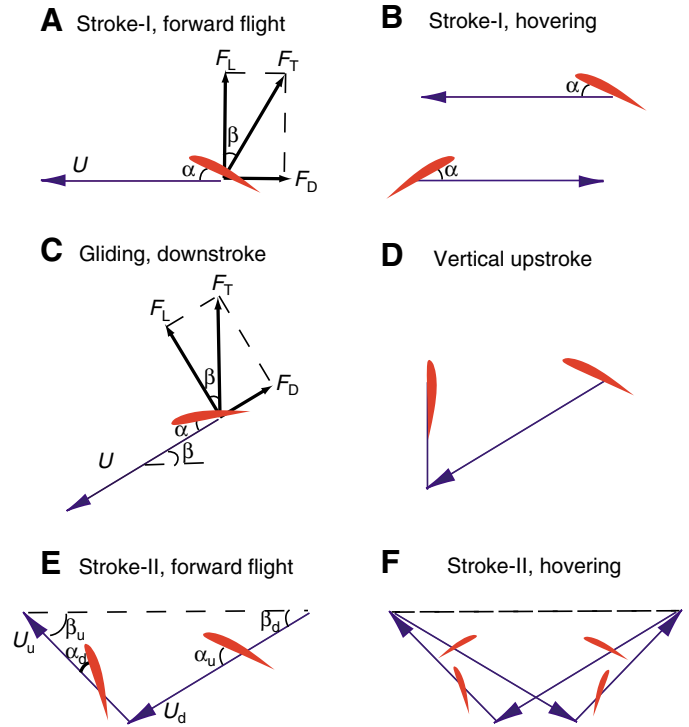 A Stroke-I, forward flight
F_L F_T
β
α
U
F_D
B Stroke-I, hovering
α
α
C Gliding, downstroke
F_T
F_L
β
F_D
α
U
β
D Vertical upstroke
E Stroke-II, forward flight
U_u
β_u
β_d
α_d
α_u
U_d
F Stroke-II, hovering